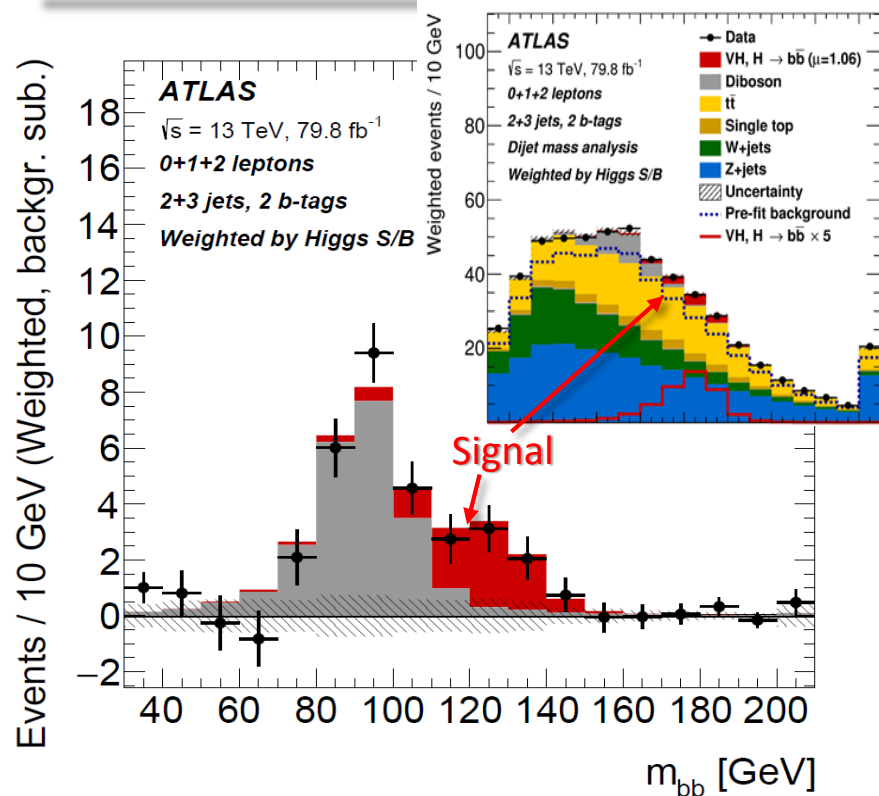 ATLAS
√s = 13 TeV, 79.8 fb⁻¹
0+1+2 leptons
2+3 jets, 2 b-tags
Weighted by Higgs S/B
Events / 10 GeV (Weighted, backgr. sub.)
18
16
14
12
10
8
6
4
2
0
−2
40 60 80 100 120 140 160 180 200
m_bb [GeV]
Signal
ATLAS
√s = 13 TeV, 79.8 fb⁻¹
0+1+2 leptons
2+3 jets, 2 b-tags
Dijet mass analysis
Weighted by Higgs S/B
Weighted events / 10 GeV
100
80
60
40
20
Data
VH, H → bb̄ (μ=1.06)
Diboson
tt̄
Single top
W+jets
Z+jets
Uncertainty
Pre-fit background
VH, H → bb̄ × 5